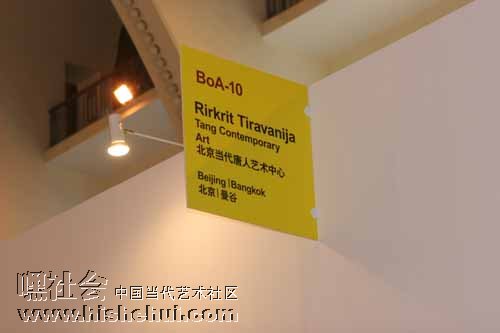 BoA-10
Rirkrit Tiravanija
Tang Contemporary
Art
北京当代唐人艺术中心
Beijing | Bangkok
北京 | 曼谷
嘿社会 中国当代艺术社区
www.hishehui.com